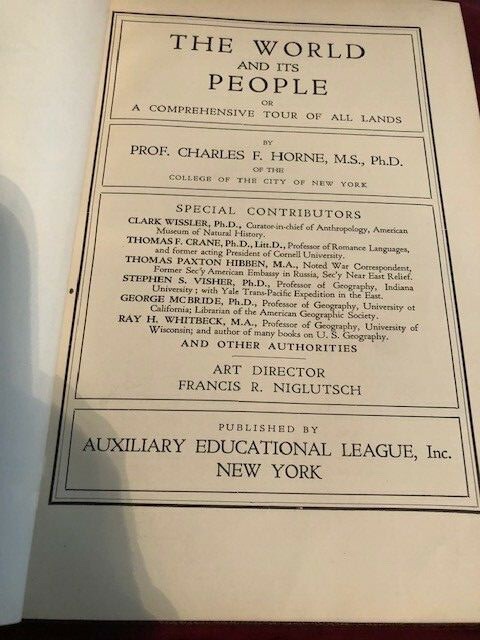 THE WORLD
AND ITS
PEOPLE
OR
A COMPREHENSIVE TOUR OF ALL LANDS
BY
PROF. CHARLES F. HORNE, M.S., Ph.D.
OF THE
COLLEGE OF THE CITY OF NEW YORK
SPECIAL CONTRIBUTORS
CLARK WISSLER, Ph.D., Curator-in-chief of Anthropology, American
Museum of Natural History.
THOMAS F. CRANE, Ph.D., Litt.D., Professor of Romance Languages,
and former acting President of Cornell University.
THOMAS PAXTON HIBBEN, M.A., Noted War Correspondent,
Former Sec'y American Embassy in Russia, Sec'y Near East Relief.
STEPHEN S. VISHER, Ph.D., Professor of Geography, Indiana
University; with Yale Trans-Pacific Expedition in the East.
GEORGE McBRIDE, Ph.D., Professor of Geography, University of
California; Librarian of the American Geographic Society.
RAY H. WHITBECK, M.A., Professor of Geography, University of
Wisconsin; and author of many books on U. S. Geography.
AND OTHER AUTHORITIES
ART DIRECTOR
FRANCIS R. NIGLUTSCH
PUBLISHED BY
AUXILIARY EDUCATIONAL LEAGUE, Inc.
NEW YORK